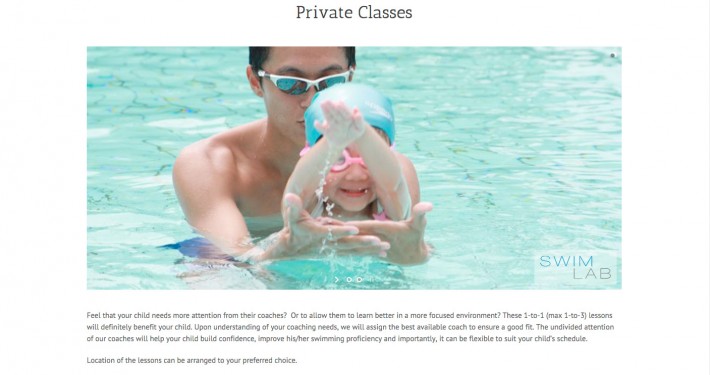 Private Classes
SWIM
LAB
Feel that your child needs more attention from their coaches?  Or to allow them to learn better in a more focused environment? These 1-to-1 (max 1-to-3) lessons
will definitely benefit your child. Upon understanding of your coaching needs, we will assign the best available coach to ensure a good fit. The undivided attention
of our coaches will help your child build confidence, improve his/her swimming proficiency and importantly, it can be flexible to suit your child's schedule.
Location of the lessons can be arranged to your preferred choice.